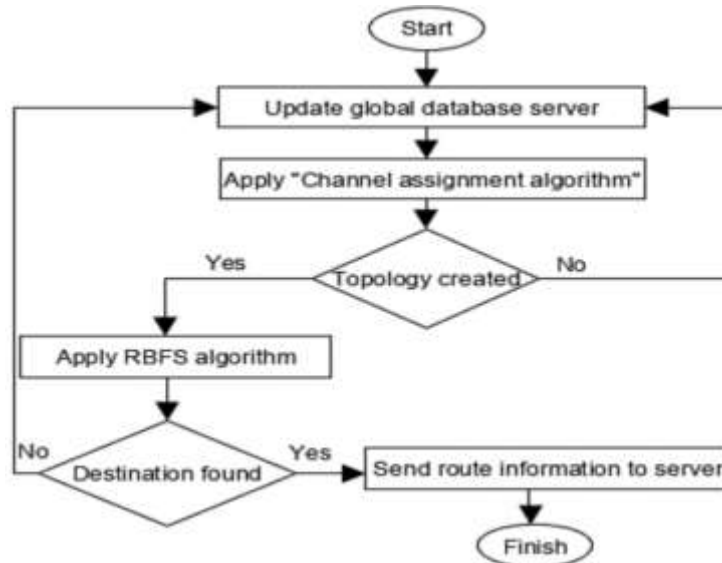 Start
Update global database server
Apply "Channel assignment algorithm"
Yes
Topology created
No
Apply RBFS algorithm
No
Destination found
Yes
Send route information to server
Finish